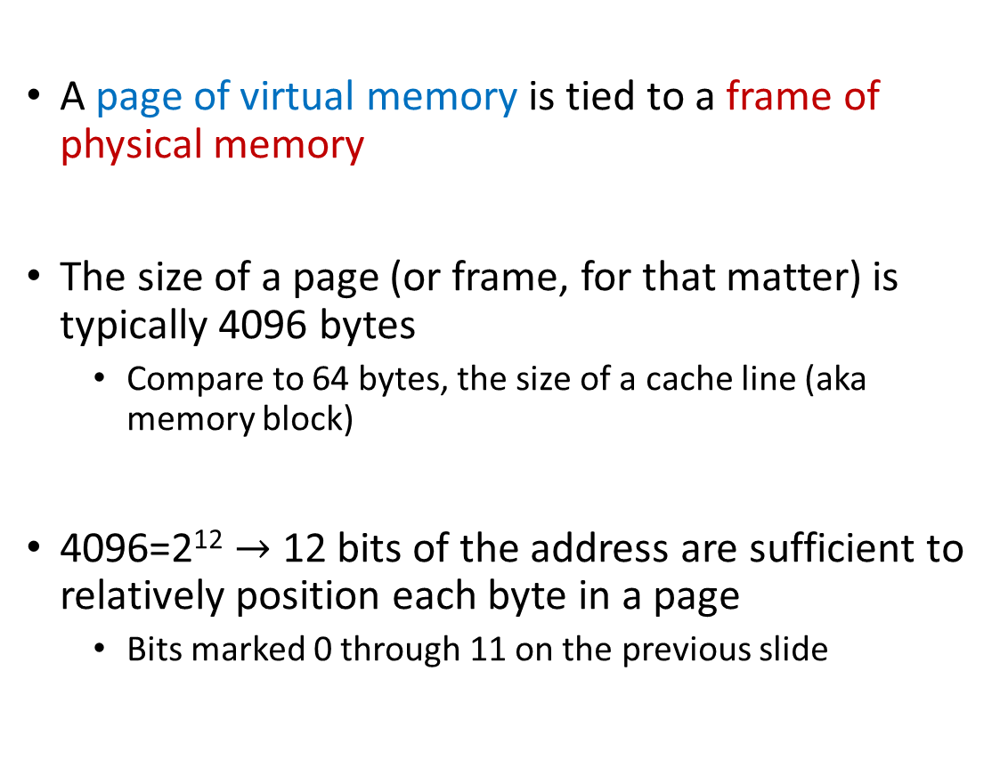 • A page of virtual memory is tied to a frame of
physical memory
• The size of a page (or frame, for that matter) is
typically 4096 bytes
• Compare to 64 bytes, the size of a cache line (aka
memory block)
• 4096=2¹² → 12 bits of the address are sufficient to
relatively position each byte in a page
• Bits marked 0 through 11 on the previous slide